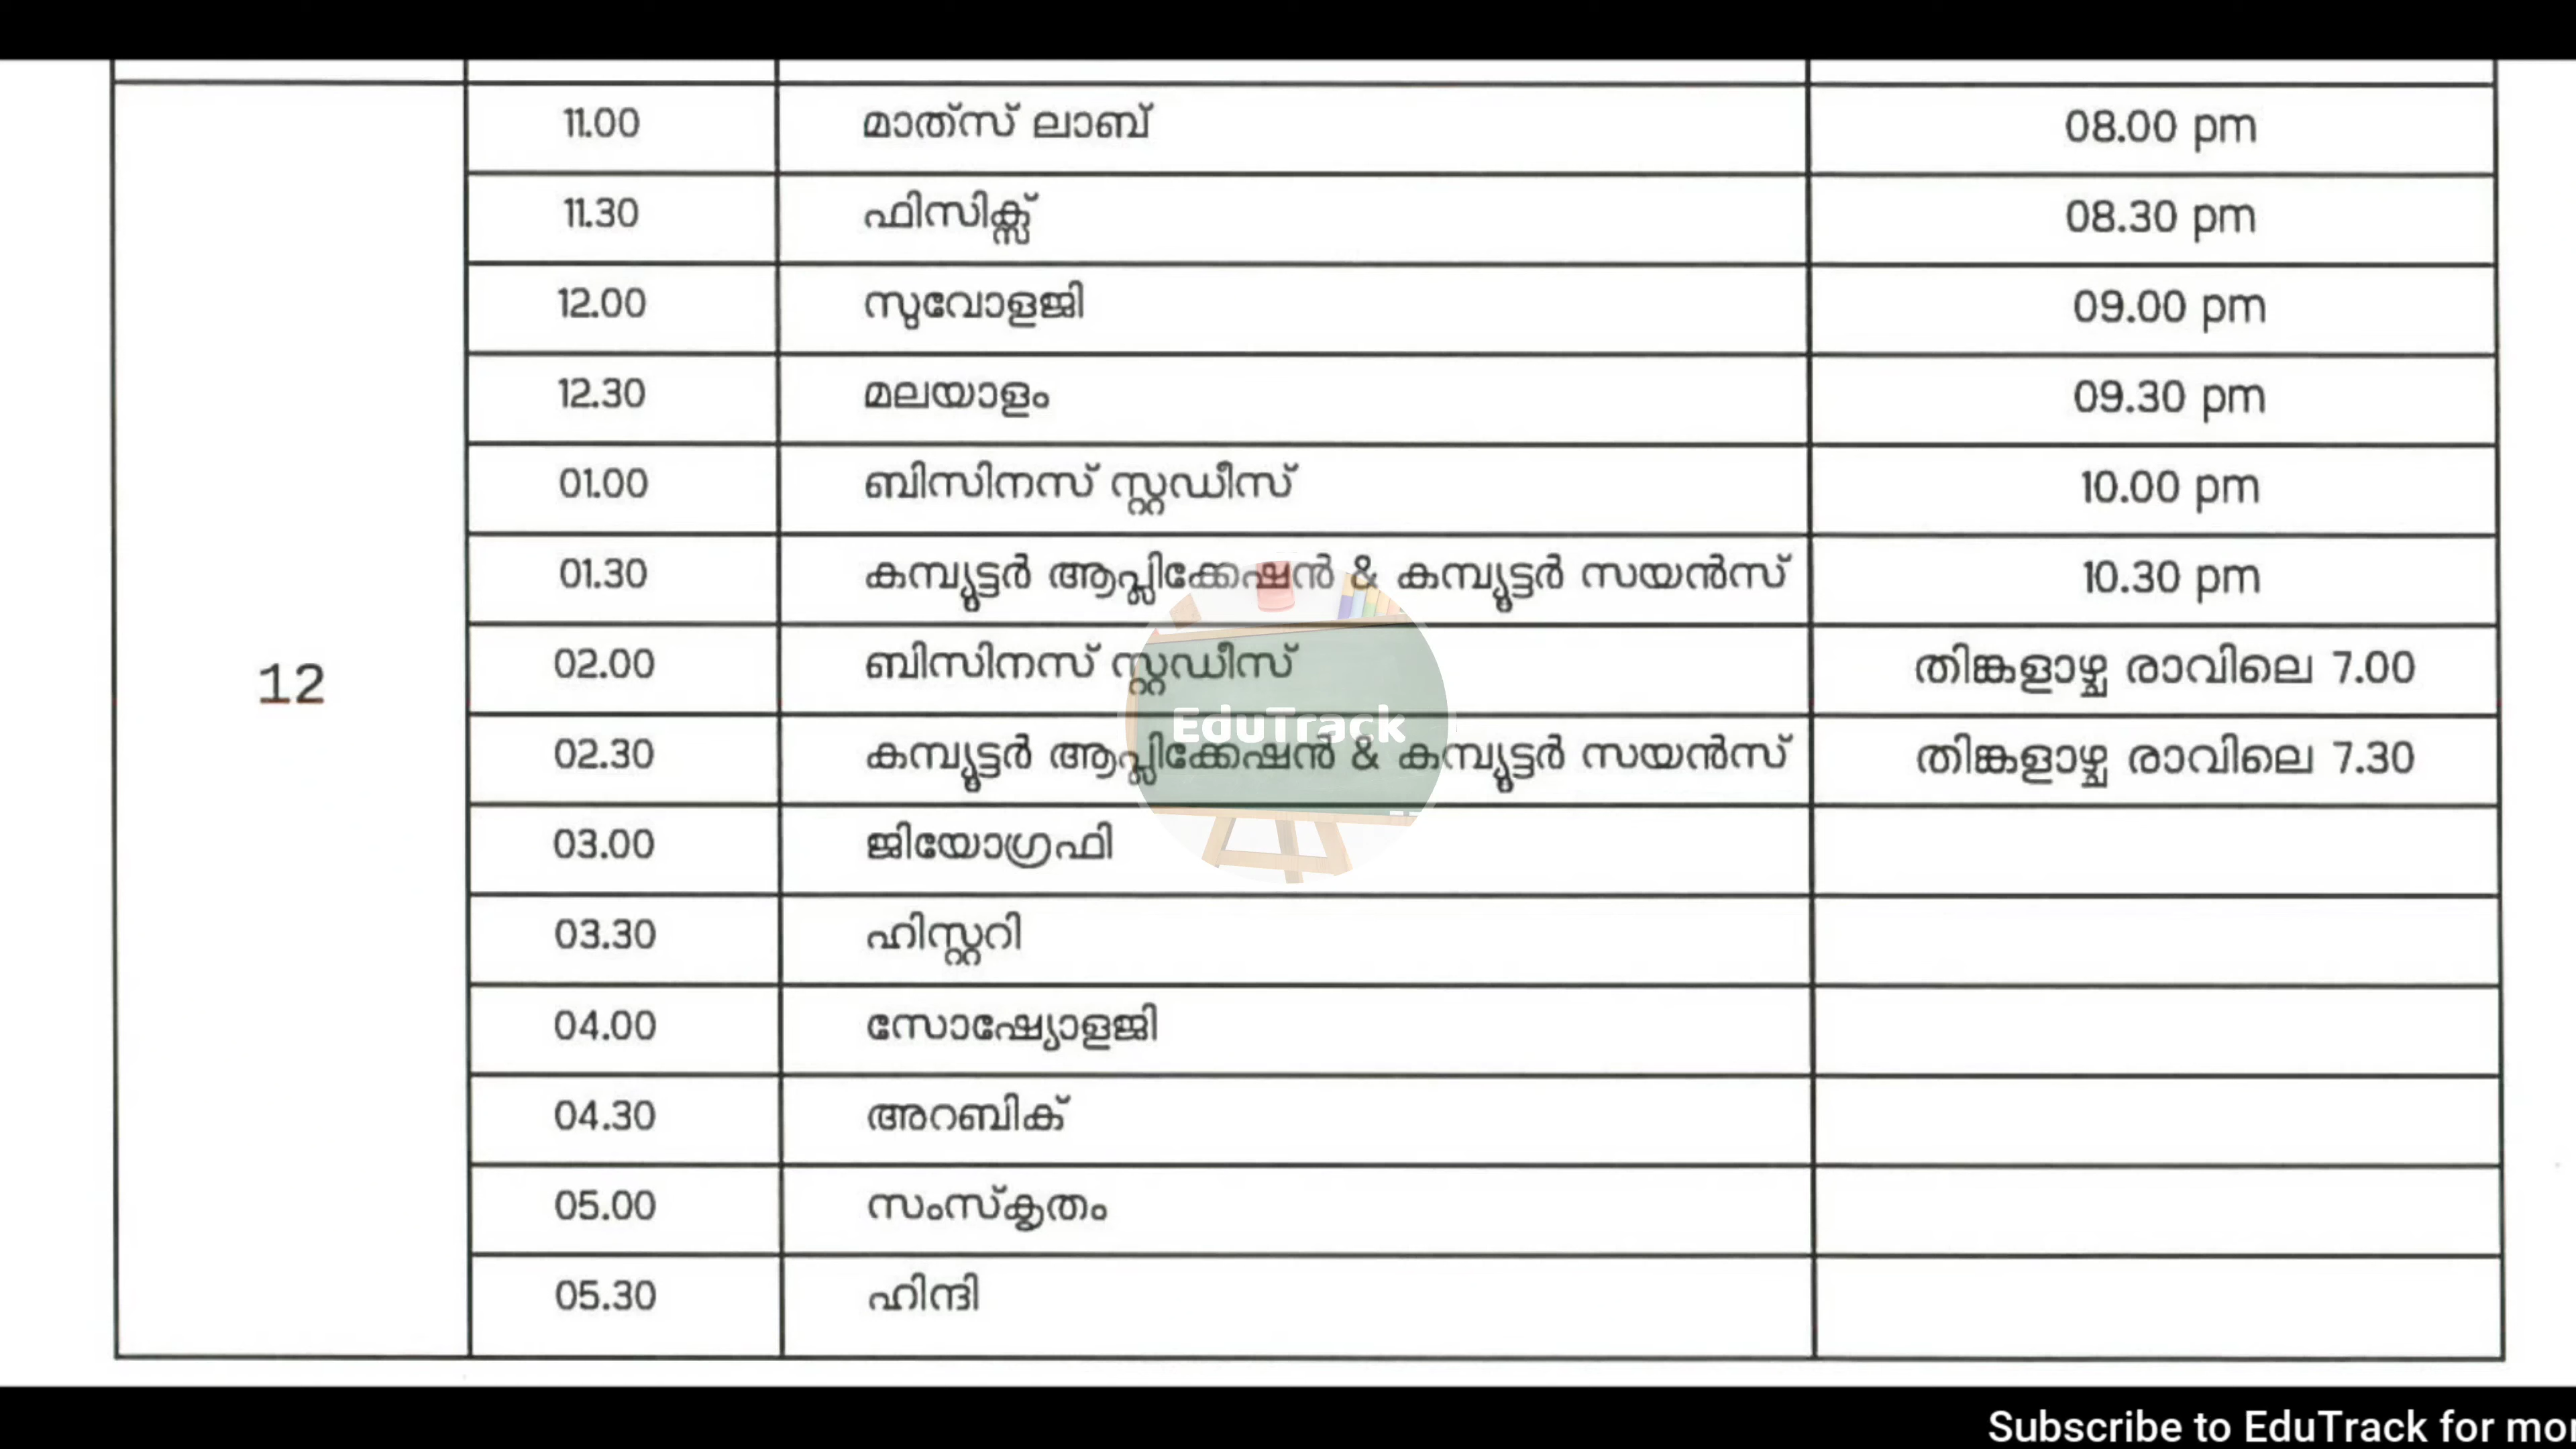 11.00 മാത്സ് ലാബ് 08.00 pm
11.30 ഫിസിക്സ് 08.30 pm
12.00 സുവോളജി 09.00 pm
12.30 മലയാളം 09.30 pm
01.00 ബിസിനസ് സ്റ്റഡീസ് 10.00 pm
01.30 കമ്പ്യൂട്ടർ ആപ്ലിക്കേഷൻ & കമ്പ്യൂട്ടർ സയൻസ് 10.30 pm
02.00 ബിസിനസ് സ്റ്റഡീസ് തിങ്കളാഴ്ച രാവിലെ 7.00
12
EduTrack
02.30 കമ്പ്യൂട്ടർ ആപ്ലിക്കേഷൻ & കമ്പ്യൂട്ടർ സയൻസ് തിങ്കളാഴ്ച രാവിലെ 7.30
03.00 ജിയോഗ്രഫി
03.30 ഹിസ്റ്ററി
04.00 സോഷ്യോളജി
04.30 അറബിക്
05.00 സംസ്കൃതം
05.30 ഹിന്ദി
Subscribe to EduTrack for mo